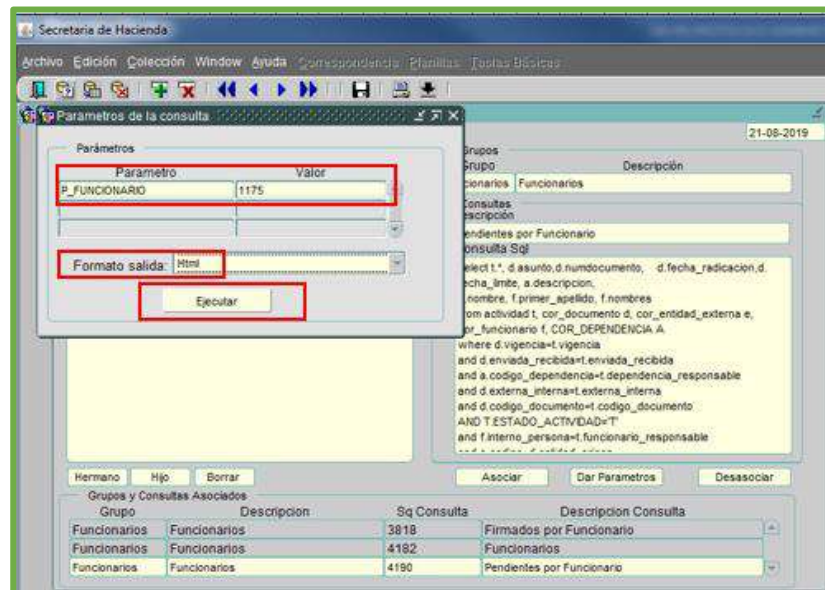 Secretaria de Hacienda
Archivo Edición Colección Window Ayuda Correspondencia Planillas Tablas Básicas
Parametros de la consulta
21-08-2019
Parámetros
Parametro Valor
P_FUNCIONARIO 1175
Formato salida: Html
Ejecutar
Grupos
Grupo Descripción
cionarios Funcionarios
Consultas
escripción
endientes por Funcionario
onsulta Sql
elect t.*, d.asunto,d.numdocumento, d.fecha_radicacion,d.
echa_limite, a.descripcion,
.nombre, f.primer_apellido, f.nombres
rom actividad t, cor_documento d, cor_entidad_externa e,
or_funcionario f, COR_DEPENDENCIA A
where d.vigencia=t.vigencia
and d.enviada_recibida=t.enviada_recibida
and a.codigo_dependencia=t.dependencia_responsable
and d.externa_interna=t.externa_interna
and d.codigo_documento=t.codigo_documento
AND T.ESTADO_ACTIVIDAD='T'
and f.interno_persona=t.funcionario_responsable
Hermano Hijo Borrar
Asociar Dar Parametros Desasociar
Grupos y Consultas Asociados
Grupo Descripcion Sq Consulta Descripcion Consulta
Funcionarios Funcionarios 3818 Firmados por Funcionario
Funcionarios Funcionarios 4182 Funcionarios
Funcionarios Funcionarios 4190 Pendientes por Funcionario